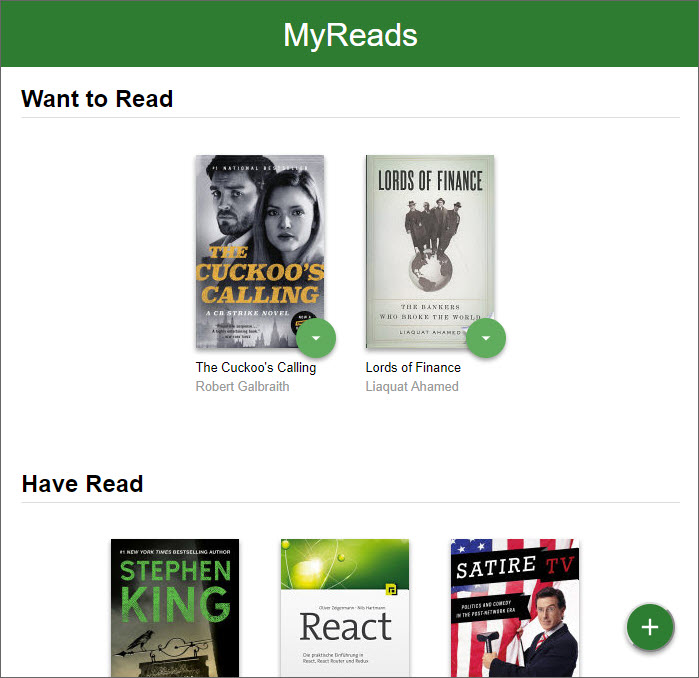 MyReads
Want to Read
#1 NATIONAL BESTSELLER
THE
CUCKOO'S
CALLING
A CB STRIKE NOVEL
LORDS OF FINANCE
THE BANKERS
WHO BROKE THE WORLD
LIAQUAT AHAMED
The Cuckoo's Calling
Robert Galbraith
Lords of Finance
Liaquat Ahamed
Have Read
#1 NEW YORK TIMES BESTSELLING AUTHOR
STEPHEN
KING
Oliver Zeigermann · Nils Hartmann
React
Die praktische Einführung in
React, React Router und Redux
SATIRE TV
POLITICS AND COMEDY
IN THE POST-NETWORK ERA